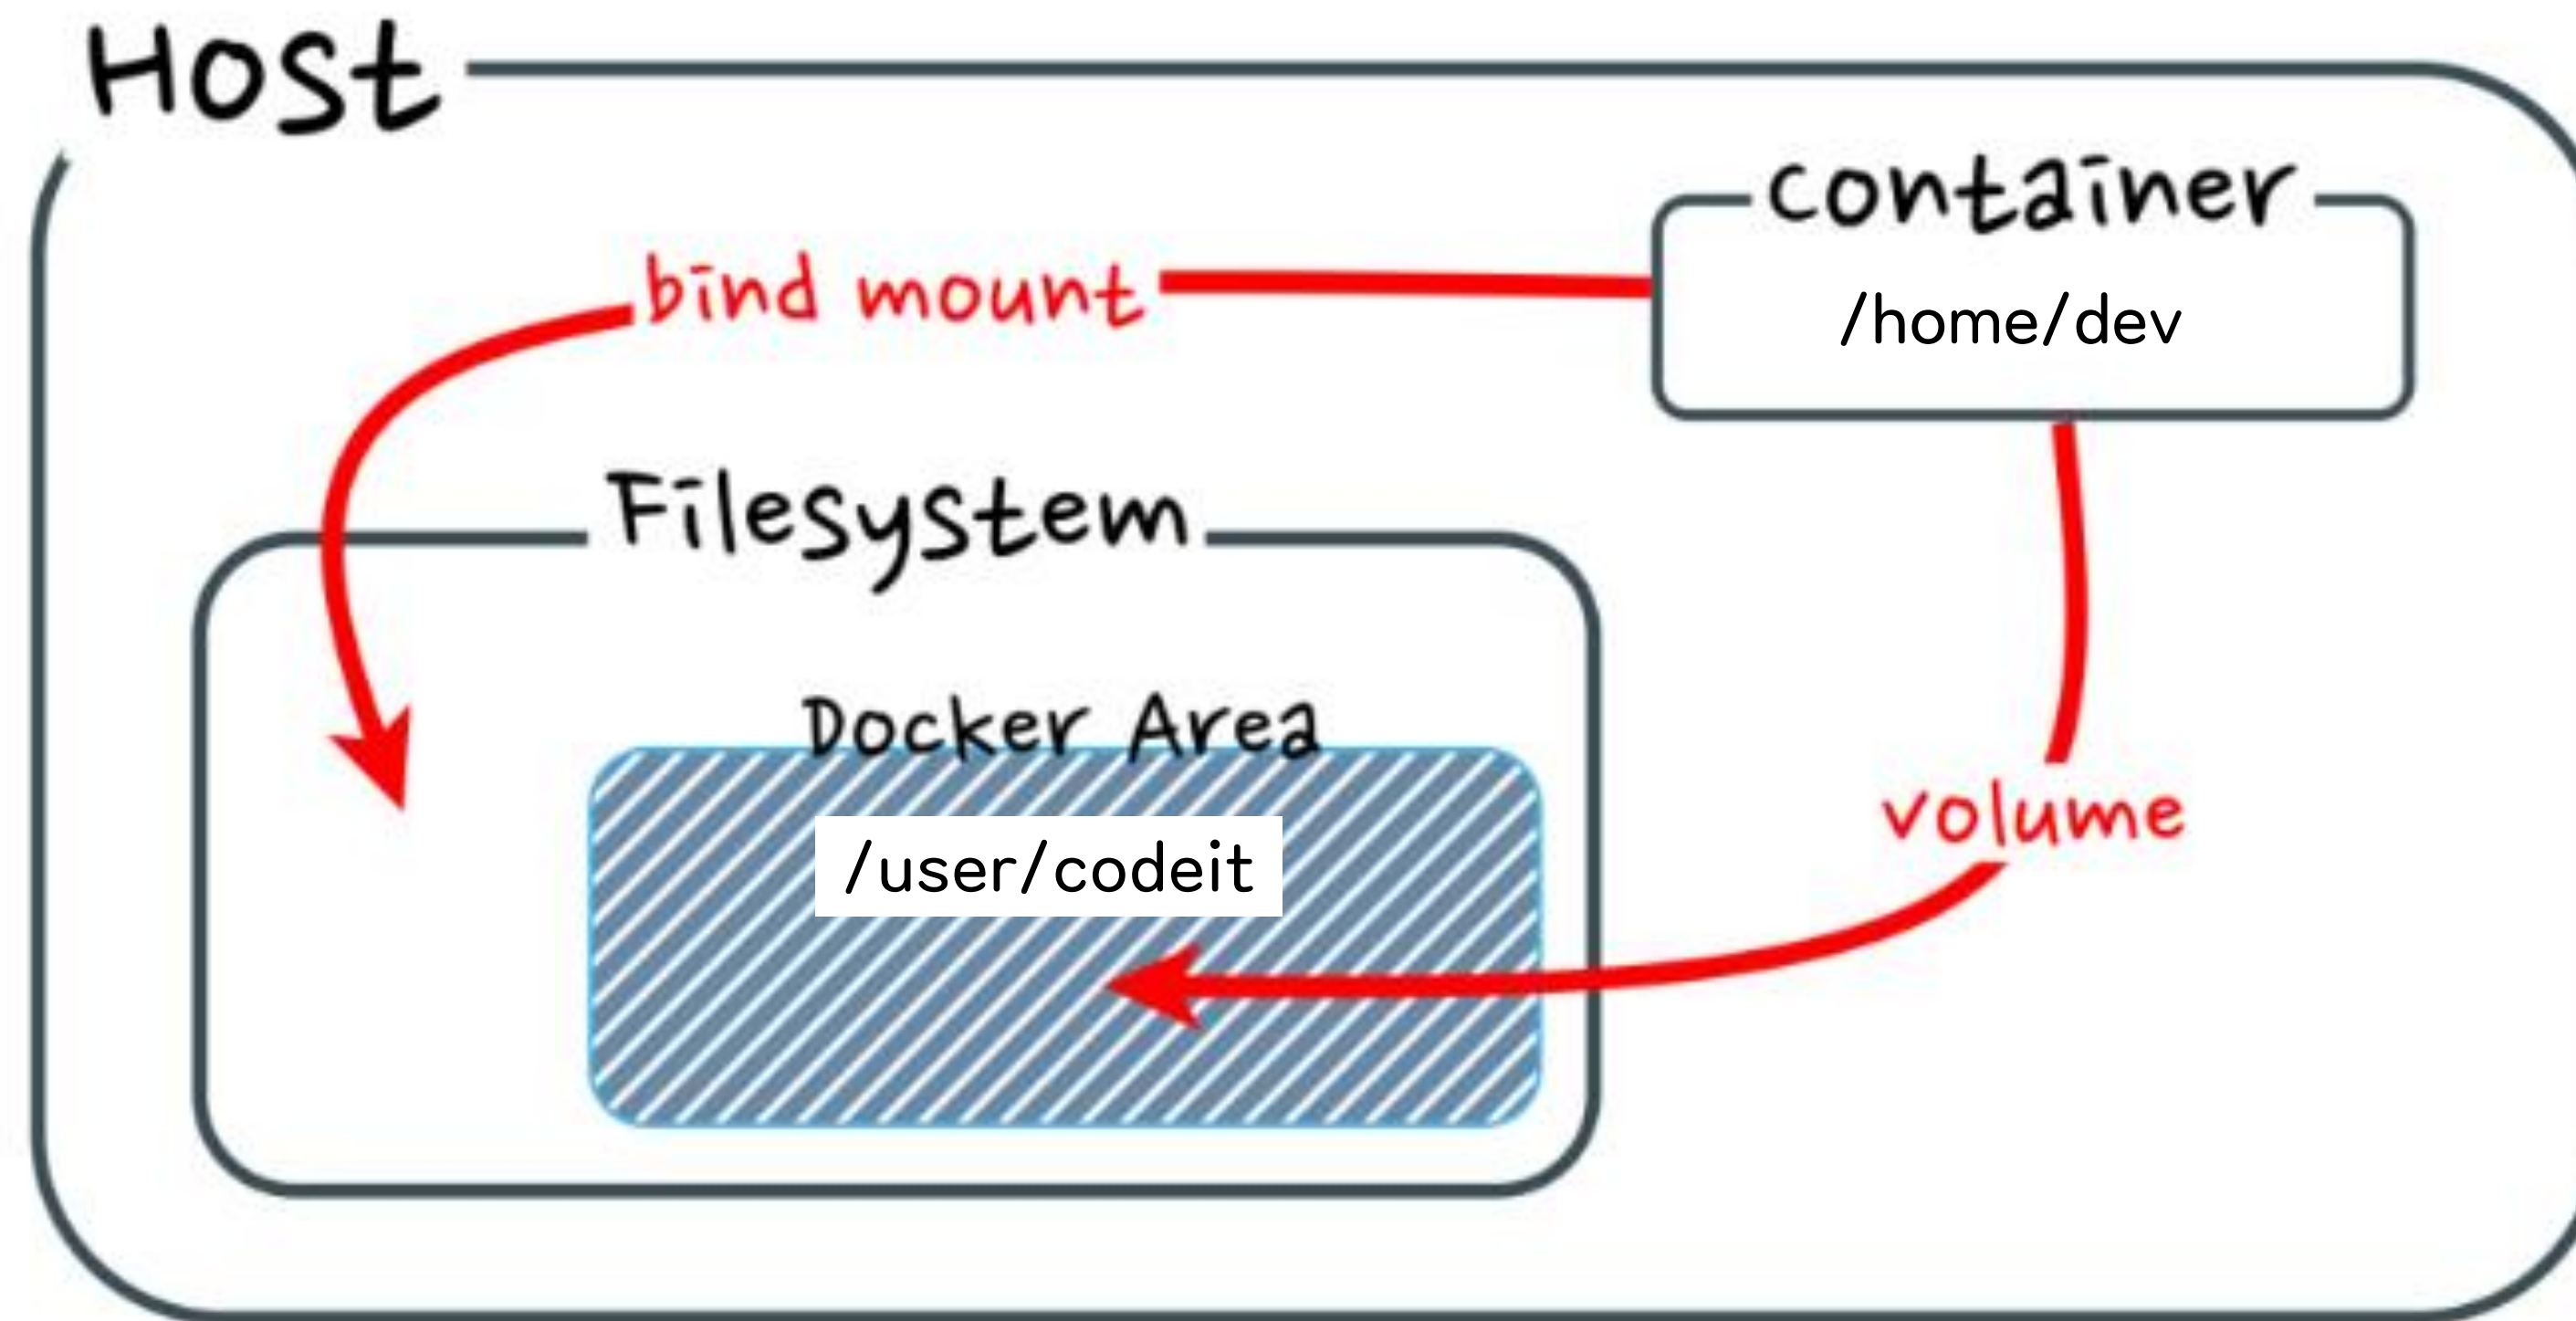 Host
container
bind mount
/home/dev
Filesystem
Docker Area
volume
/user/codeit